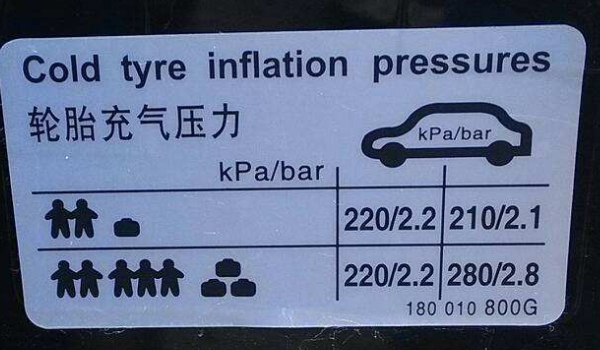 Cold tyre inflation pressures
轮胎充气压力
kPa/bar
kPa/bar
220/2.2 210/2.1
220/2.2 280/2.8
180 010 800G